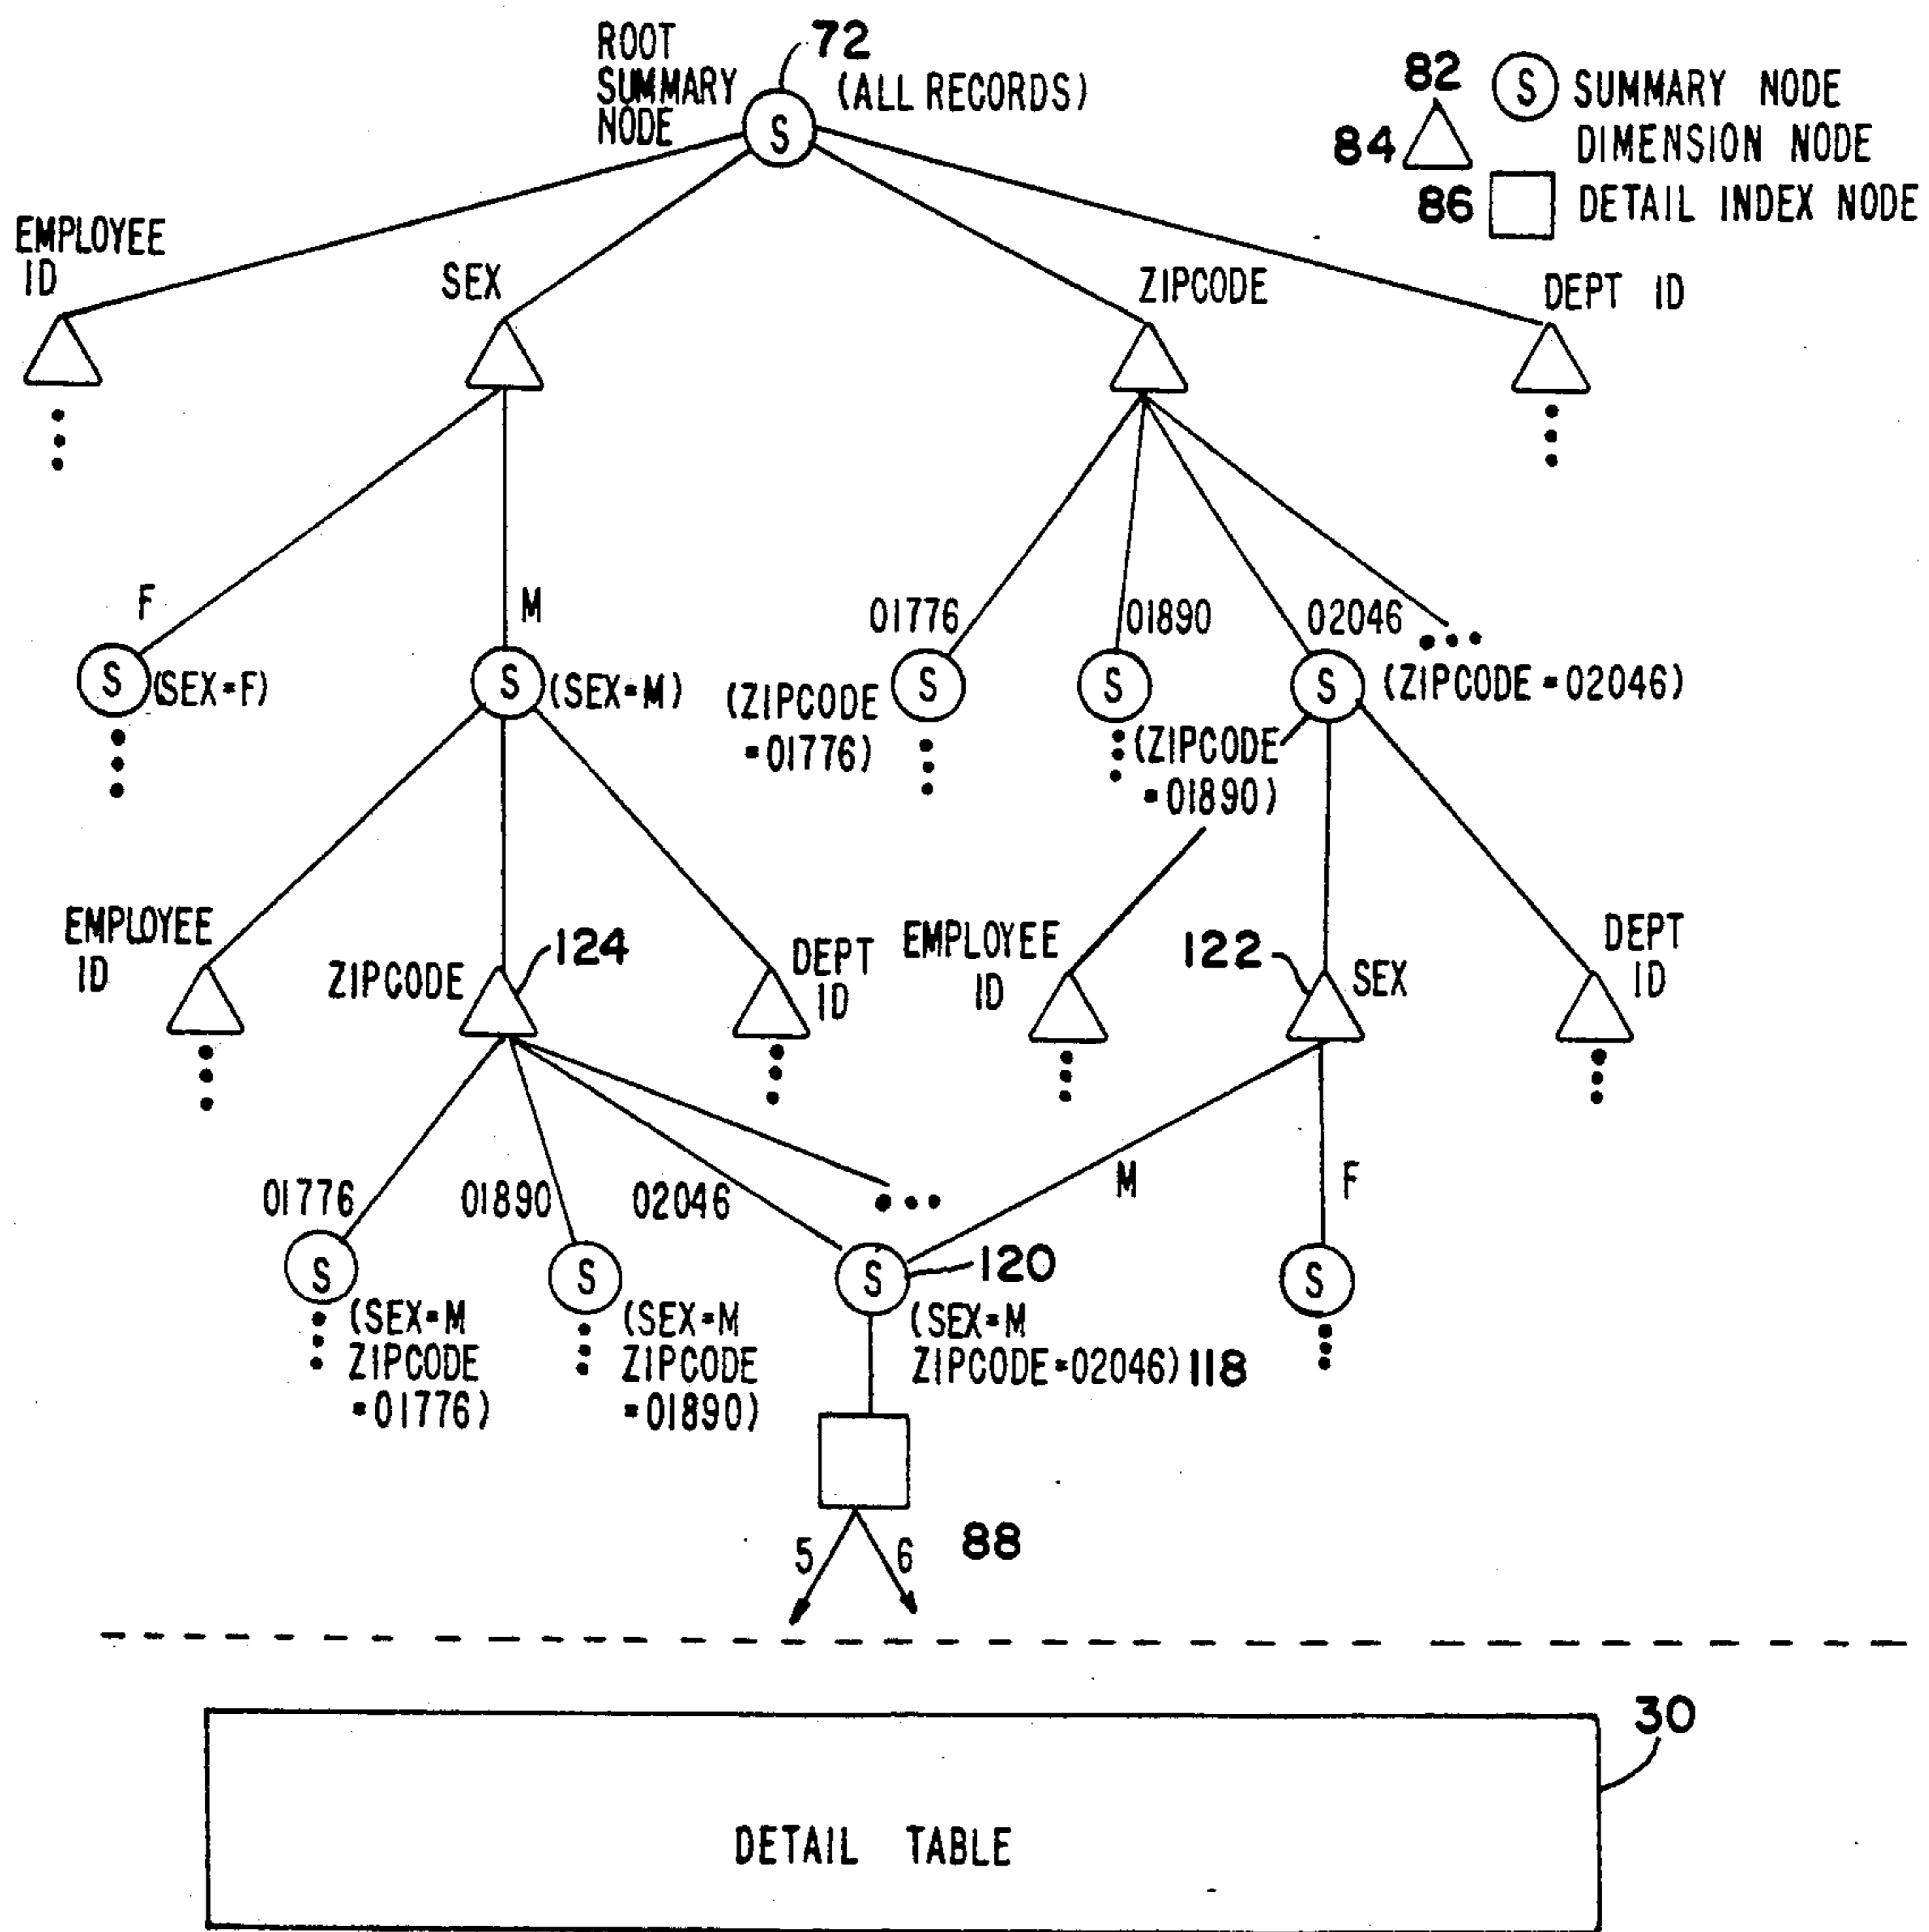 ROOT
SUMMARY
NODE
72
(ALL RECORDS)
S
82
S
SUMMARY NODE
84
DIMENSION NODE
86
DETAIL INDEX NODE
EMPLOYEE
ID
SEX
ZIPCODE
DEPT ID
F
M
01776
01890
02046
S
(SEX=F)
S
(SEX=M)
(ZIPCODE
=01776)
S
S
(ZIPCODE
=01890)
S
(ZIPCODE=02046)
EMPLOYEE
ID
ZIPCODE
124
DEPT
ID
EMPLOYEE
ID
122
SEX
DEPT
ID
01776
01890
02046
M
F
S
(SEX=M
ZIPCODE
=01776)
S
(SEX=M
ZIPCODE
=01890)
S
120
(SEX=M
ZIPCODE=02046) 118
S
5
6
88
30
DETAIL TABLE